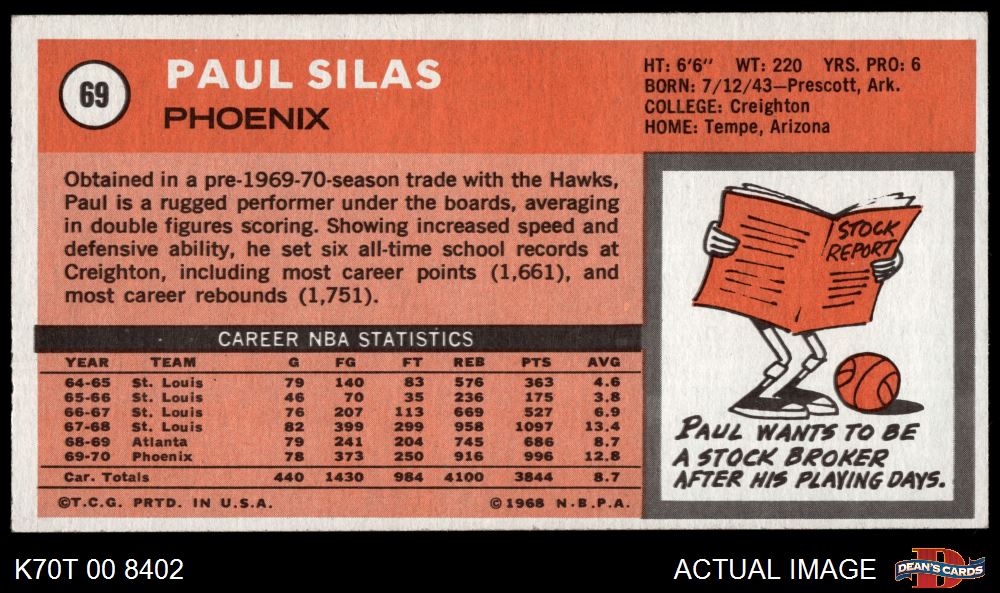 69
PAUL SILAS
PHOENIX
HT: 6'6" WT: 220 YRS. PRO: 6
BORN: 7/12/43—Prescott, Ark.
COLLEGE: Creighton
HOME: Tempe, Arizona
Obtained in a pre-1969-70-season trade with the Hawks,
Paul is a rugged performer under the boards, averaging
in double figures scoring. Showing increased speed and
defensive ability, he set six all-time school records at
Creighton, including most career points (1,661), and
most career rebounds (1,751).
CAREER NBA STATISTICS
YEAR TEAM G FG FT REB PTS AVG
64-65 St. Louis 79 140 83 576 363 4.6
65-66 St. Louis 46 70 35 236 175 3.8
66-67 St. Louis 76 207 113 669 527 6.9
67-68 St. Louis 82 399 299 958 1097 13.4
68-69 Atlanta 79 241 204 745 686 8.7
69-70 Phoenix 78 373 250 916 996 12.8
Car. Totals 440 1430 984 4100 3844 8.7
©T.C.G. PRTD. IN U.S.A. ©1968 N.B.P.A.
STOCK
REPORT
PAUL WANTS TO BE
A STOCK BROKER
AFTER HIS PLAYING DAYS.
K70T 00 8402
ACTUAL IMAGE
D
DEAN'S CARDS